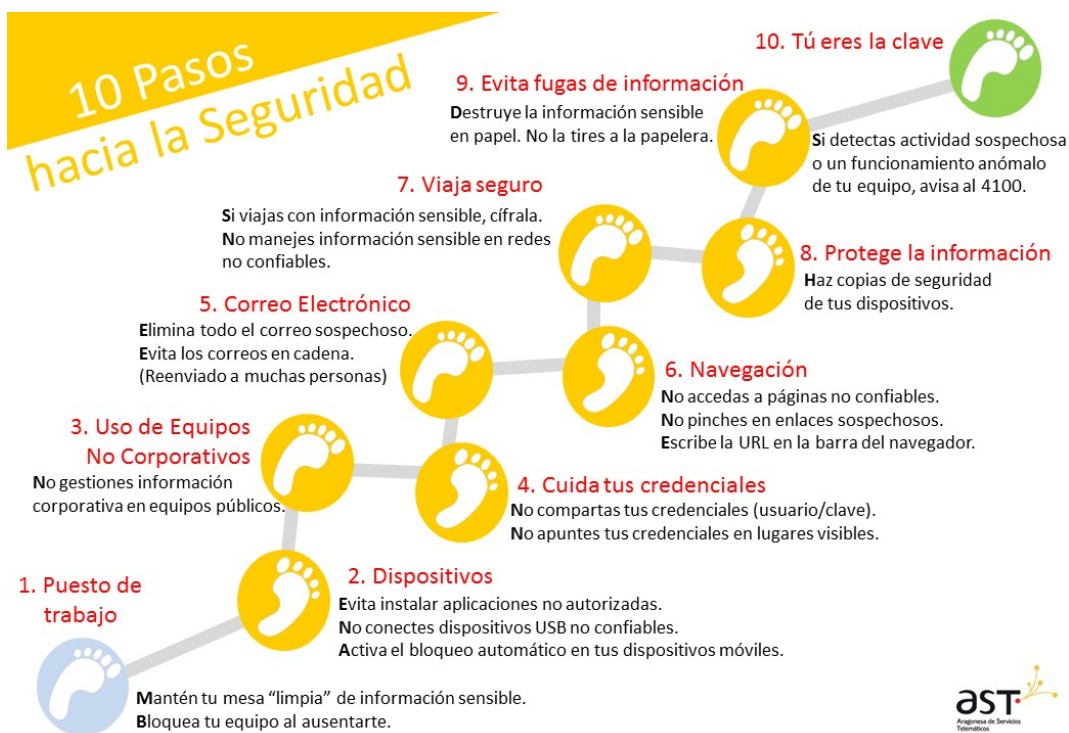 10 Pasos
hacia la Seguridad
1. Puesto de
trabajo
Mantén tu mesa “limpia” de información sensible.
Bloquea tu equipo al ausentarte.
2. Dispositivos
Evita instalar aplicaciones no autorizadas.
No conectes dispositivos USB no confiables.
Activa el bloqueo automático en tus dispositivos móviles.
3. Uso de Equipos
No Corporativos
No gestiones información
corporativa en equipos públicos.
4. Cuida tus credenciales
No compartas tus credenciales (usuario/clave).
No apuntes tus credenciales en lugares visibles.
5. Correo Electrónico
Elimina todo el correo sospechoso.
Evita los correos en cadena.
(Reenviado a muchas personas)
6. Navegación
No accedas a páginas no confiables.
No pinches en enlaces sospechosos.
Escribe la URL en la barra del navegador.
7. Viaja seguro
Si viajas con información sensible, cífrala.
No manejes información sensible en redes
no confiables.
8. Protege la información
Haz copias de seguridad
de tus dispositivos.
9. Evita fugas de información
Destruye la información sensible
en papel. No la tires a la papelera.
10. Tú eres la clave
Si detectas actividad sospechosa
o un funcionamiento anómalo
de tu equipo, avisa al 4100.
aST
Aragonesa de Servicios
Telemáticos